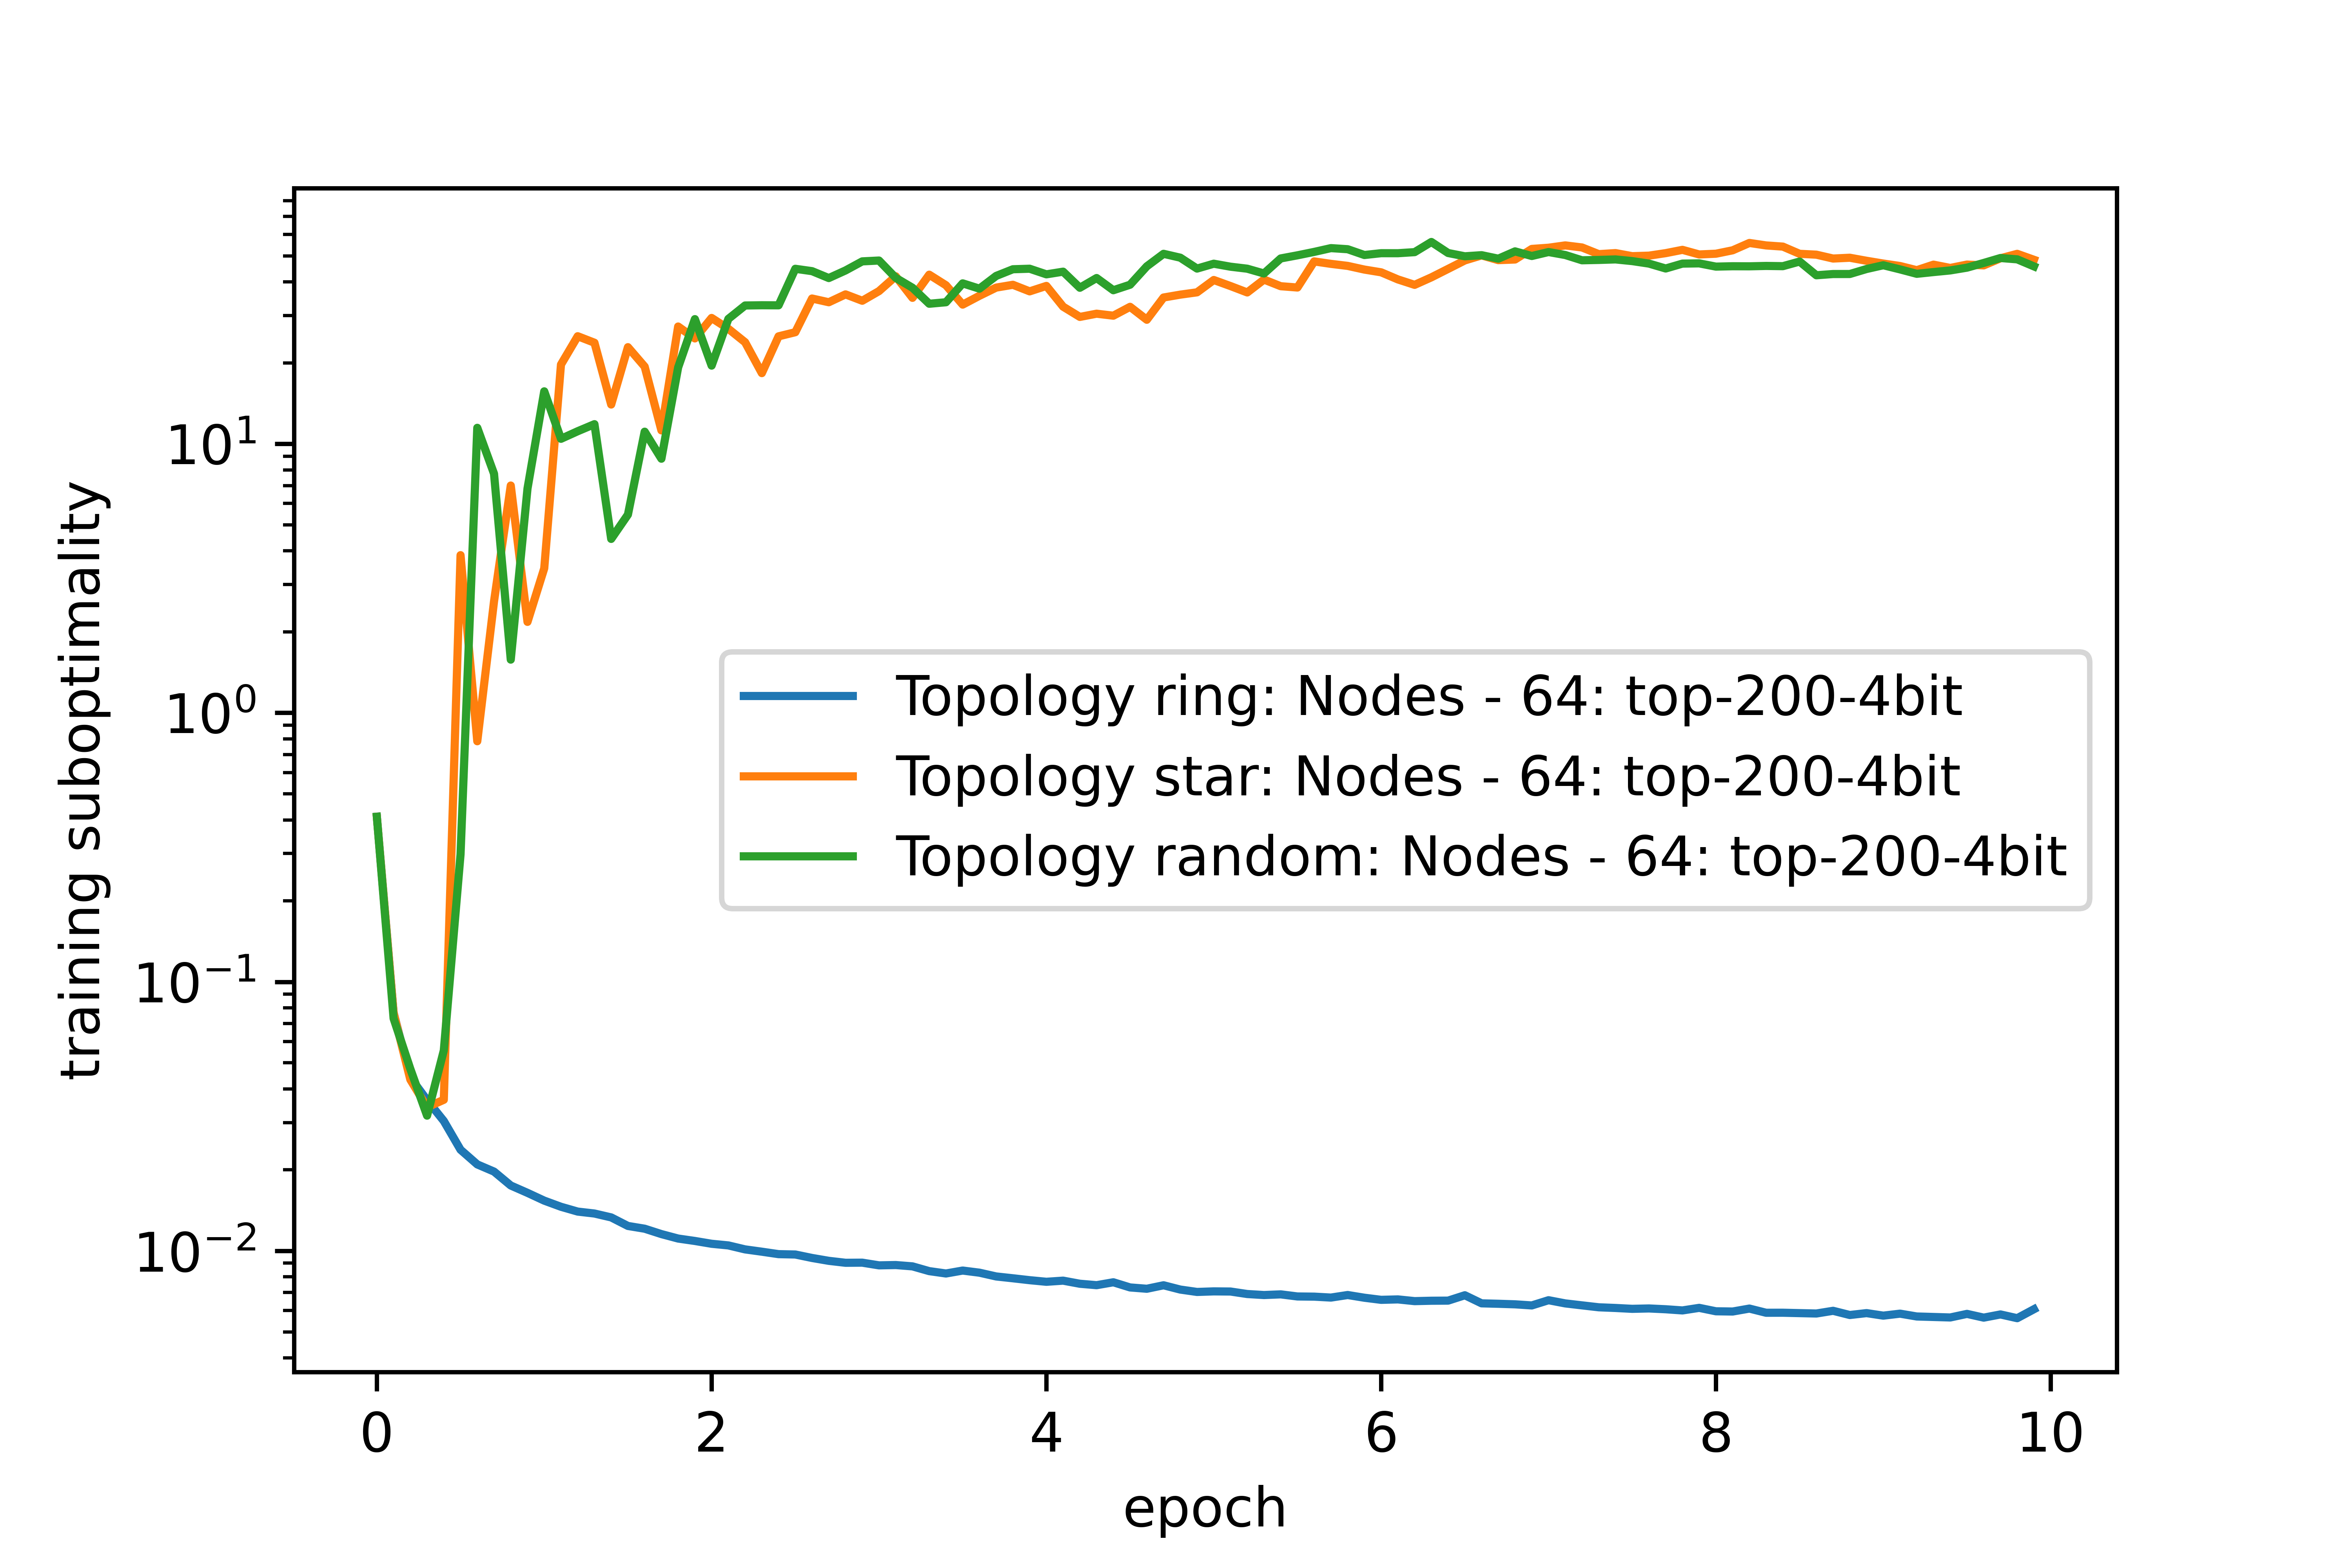 training suboptimality
10¹
10⁰
10⁻¹
10⁻²
Topology ring: Nodes - 64: top-200-4bit
Topology star: Nodes - 64: top-200-4bit
Topology random: Nodes - 64: top-200-4bit
0 2 4 6 8 10
epoch